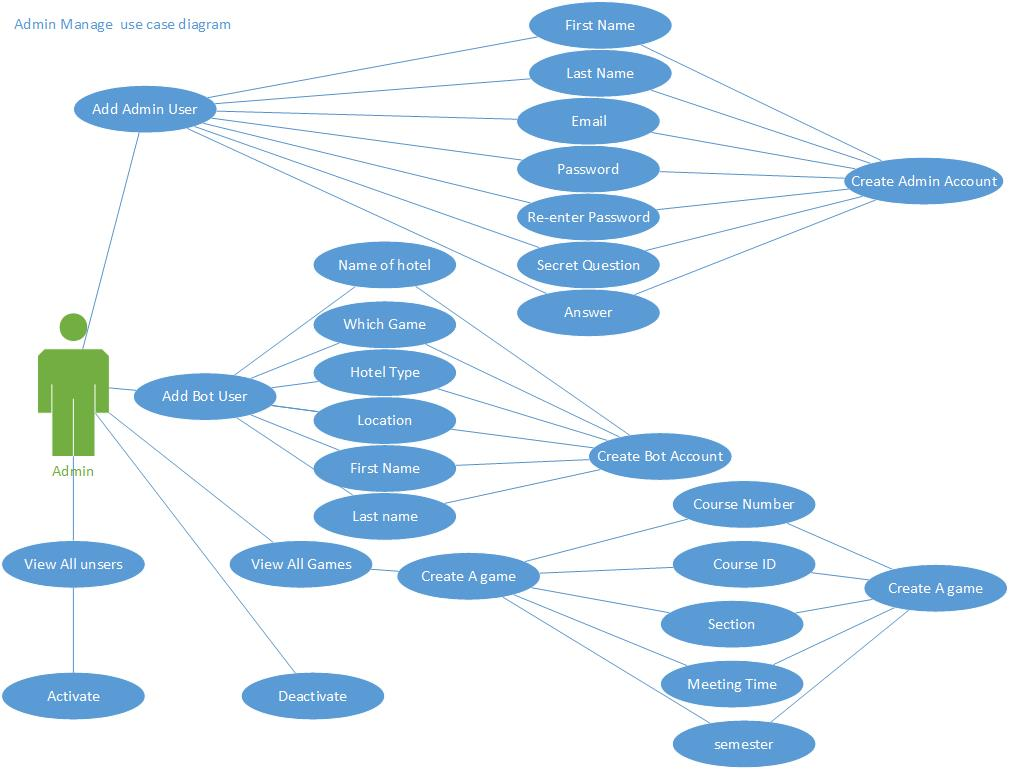 Admin Manage  use case diagram
First Name
Last Name
Add Admin User
Email
Password
Create Admin Account
Re-enter Password
Secret Question
Answer
Name of hotel
Which Game
Hotel Type
Add Bot User
Location
Create Bot Account
First Name
Last name
Admin
Course Number
View All unsers
View All Games
Create A game
Course ID
Create A game
Section
Meeting Time
Activate
Deactivate
semester